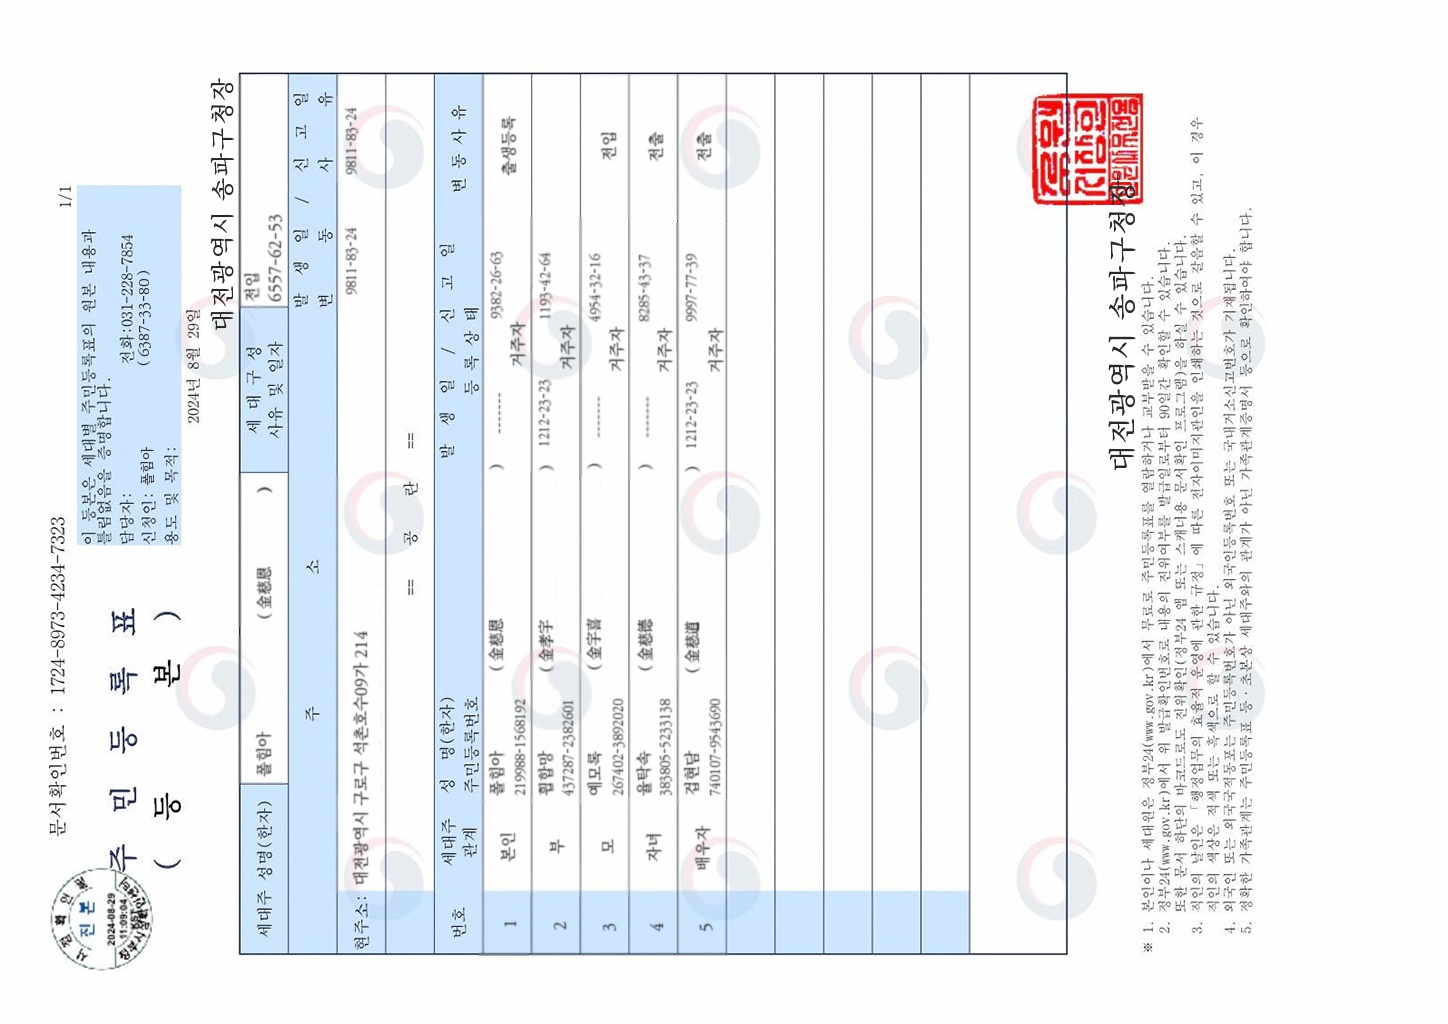 문서확인번호 : 1724-8973-4234-7323
1/1
주 민 등 록 표
( 등 본 )
이 등본은 세대별 주민등록표의 원본 내용과
틀림없음을 증명합니다.
담당자: 전화:031-228-7854
신청인: 폴험아 (6387-33-80)
용도 및 목적:
2024년 8월 29일
대전광역시 송파구청장
진본
2024-08-29
11:09:04
세대주 성명(한자) 폴험아 (金慈恩 ) 세 대 구 성 사유 및 일자 전입 6557-62-53
주 소 발 생 일 / 신 고 일
변 동 사 유
현주소: 대전광역시 구로구 석촌호수09가 214 9811-83-24 9811-83-24
== 공 란 ==
번호 세대주 관계 성 명(한자) 주민등록번호 발 생 일 / 신 고 일 등 록 상 태 변 동 사 유
1 본인 폴험아 (金慈恩 ) ------- 9382-26-63 출생등록
219988-1568192 거주자
2 부 휩합망 (金孝宇 ) 1212-23-23 1193-42-64
437287-2382601 거주자
3 모 예모록 (金宇喜 ) ------- 4954-32-16 전입
267402-3892020 거주자
4 자녀 율탁속 (金慈德 ) ------- 8285-43-37 전출
383805-5233138 거주자
5 배우자 검현담 (金慈道 ) 1212-23-23 9997-77-39 전출
740107-9543690 거주자
대전광역시 송파구청장
※ 1. 본인이나 세대원은 정부24(www.gov.kr)에서 무료로 주민등록표를 열람하거나 교부받을 수 있습니다.
2. 정부24(www.gov.kr)에서 위 발급확인번호로 내용의 진위여부를 발급일로부터 90일간 확인할 수 있습니다.
또한 문서 하단의 바코드로도 진위확인(정부24 앱 또는 스캐너용 문서확인 프로그램)을 하실 수 있습니다.
3. 직인의 날인은 「행정업무의 효율적 운영에 관한 규정」에 따른 전자이미지관인을 인쇄하는 것으로 갈음할 수 있고, 이 경우
직인의 색상은 적색 또는 흑색으로 할 수 있습니다.
4. 외국인 또는 외국국적동포는 주민등록번호가 아닌 외국인등록번호 또는 국내거소신고번호가 기재됩니다.
5. 정확한 가족관계는 주민등록표 등·초본상 세대주와의 관계가 아닌 가족관계증명서 등으로 확인하여야 합니다.